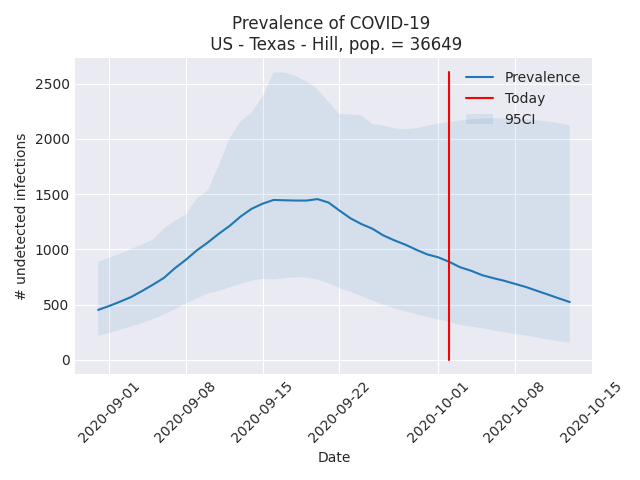 Prevalence of COVID-19
US - Texas - Hill, pop. = 36649
Prevalence
Today
95CI
# undetected infections
2500
2000
1500
1000
500
0
2020-09-01
2020-09-08
2020-09-15
2020-09-22
2020-10-01
2020-10-08
2020-10-15
Date